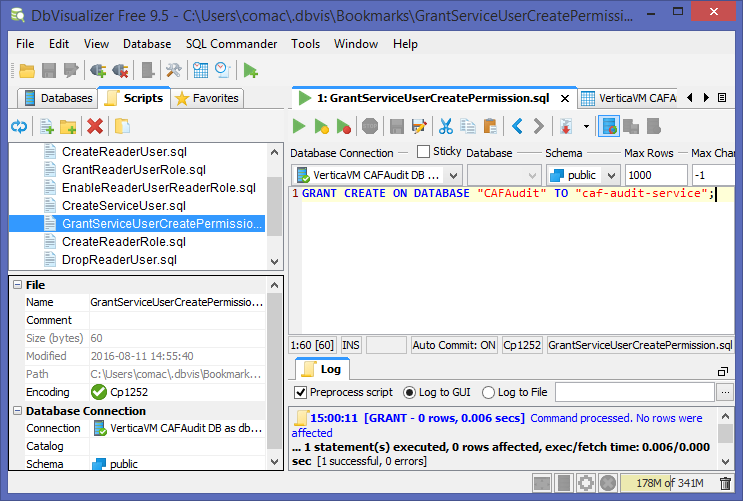 DbVisualizer Free 9.5 - C:\Users\comac\.dbvis\Bookmarks\GrantServiceUserCreatePermissi...
File Edit View Database SQL Commander Tools Window Help
Databases Scripts Favorites
1: GrantServiceUserCreatePermission.sql VerticaVM CAFA
Database Connection Sticky Database Schema Max Rows Max Char
VerticaVM CAFAudit DB ... public 1000 -1
CreateReaderUser.sql
GrantReaderUserRole.sql
EnableReaderUserReaderRole.sql
CreateServiceUser.sql
GrantServiceUserCreatePermissio...
CreateReaderRole.sql
DropReaderUser.sql
1 GRANT CREATE ON DATABASE "CAFAudit" TO "caf-audit-service";
File
Name GrantServiceUserCreatePermission...
Comment
Size (bytes) 60
Modified 2016-08-11 14:55:40
Path C:\Users\comac\.dbvis\Bookmark...
Encoding Cp1252
Database Connection
Connection VerticaVM CAFAudit DB as db...
Catalog
Schema public
1:60 [60] INS Auto Commit: ON Cp1252 GrantServiceUserCreatePermission.sql
Log
Preprocess script Log to GUI Log to File ...
15:00:11 [GRANT - 0 rows, 0.006 secs] Command processed. No rows were
affected
... 1 statement(s) executed, 0 rows affected, exec/fetch time: 0.006/0.000
sec [1 successful, 0 errors]
178M of 341M